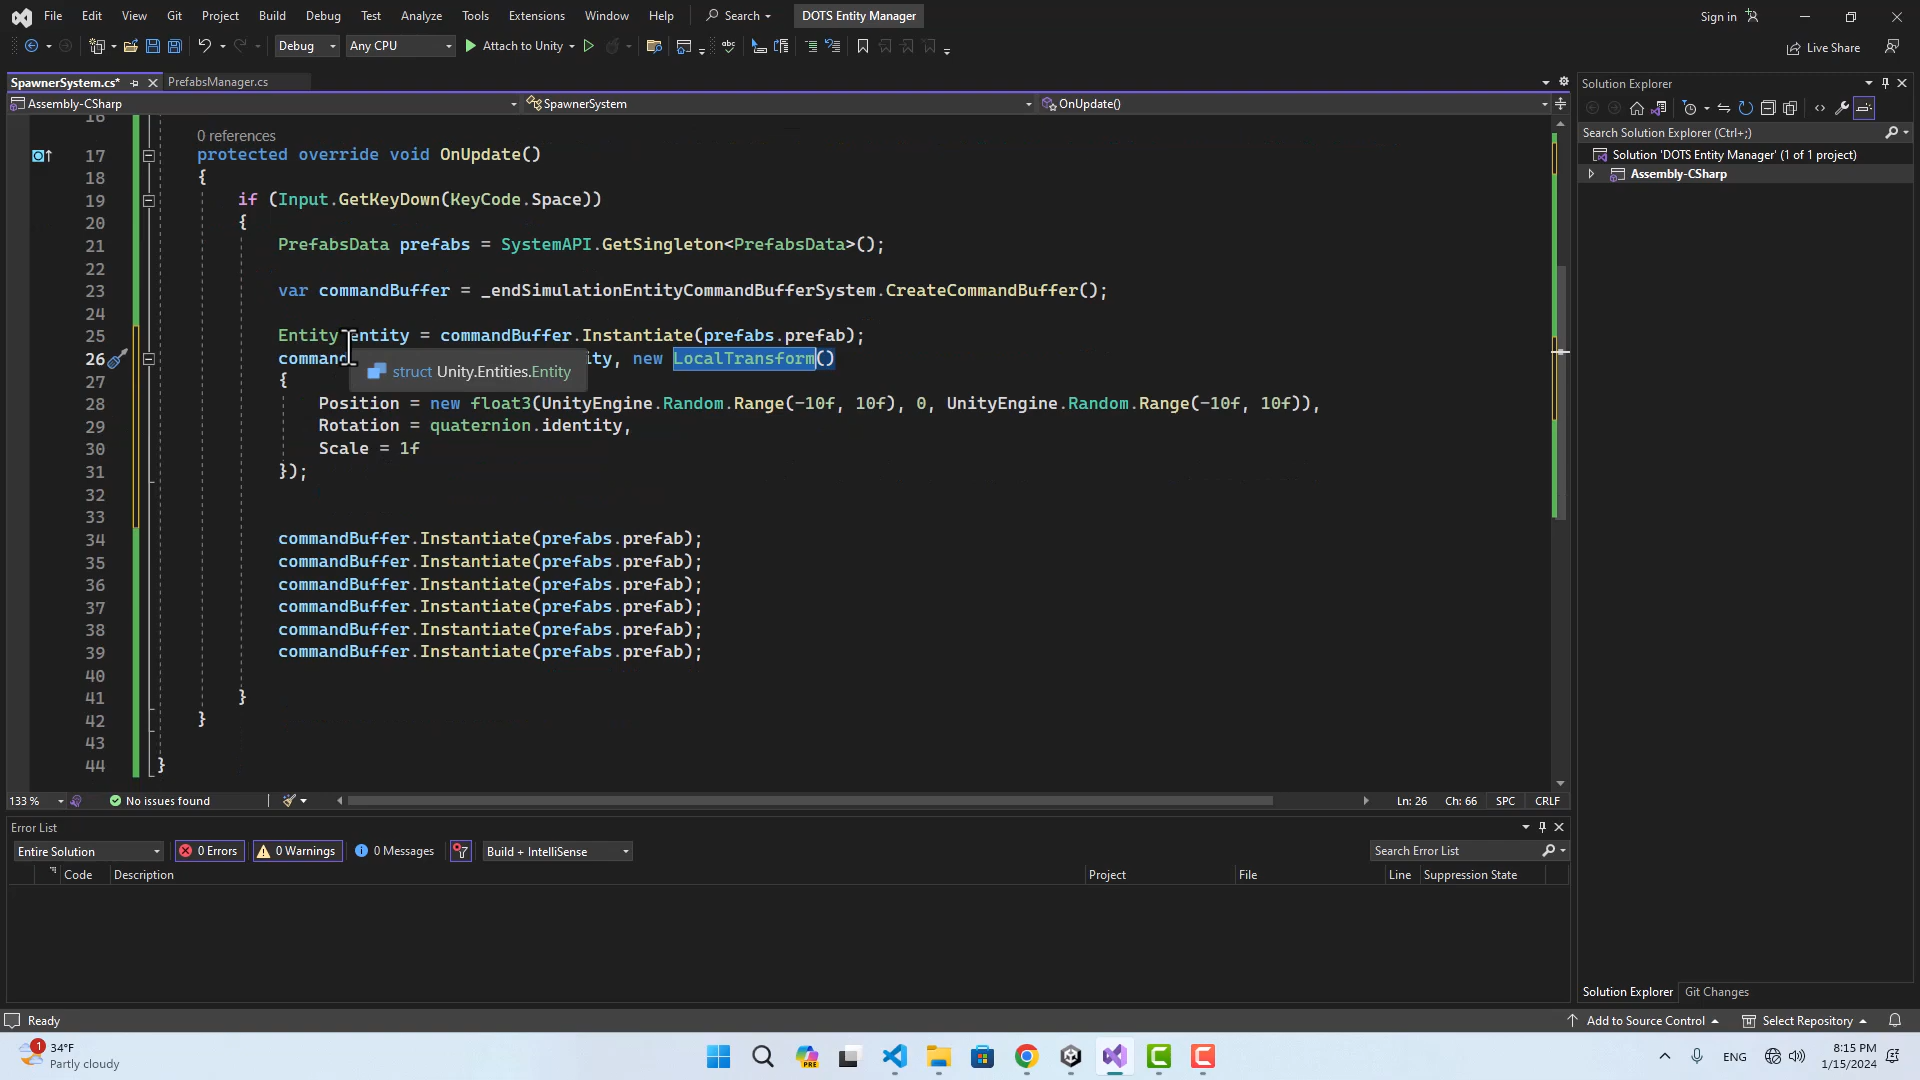 File Edit View Git Project Build Debug Test Analyze Tools Extensions Window Help Search DOTS Entity Manager Sign in
Debug Any CPU Attach to Unity Live Share
SpawnerSystem.cs* PrefabsManager.cs
Assembly-CSharp SpawnerSystem OnUpdate()
16
0 references
17 protected override void OnUpdate()
18 {
19 if (Input.GetKeyDown(KeyCode.Space))
20 {
21 PrefabsData prefabs = SystemAPI.GetSingleton<PrefabsData>();
22
23 var commandBuffer = _endSimulationEntityCommandBufferSystem.CreateCommandBuffer();
24
25 Entity entity = commandBuffer.Instantiate(prefabs.prefab);
26 command ity, new LocalTransform()
struct Unity.Entities.Entity
27 {
28 Position = new float3(UnityEngine.Random.Range(-10f, 10f), 0, UnityEngine.Random.Range(-10f, 10f)),
29 Rotation = quaternion.identity,
30 Scale = 1f
31 });
32
33
34 commandBuffer.Instantiate(prefabs.prefab);
35 commandBuffer.Instantiate(prefabs.prefab);
36 commandBuffer.Instantiate(prefabs.prefab);
37 commandBuffer.Instantiate(prefabs.prefab);
38 commandBuffer.Instantiate(prefabs.prefab);
39 commandBuffer.Instantiate(prefabs.prefab);
40
41 }
42 }
43
44 }
133 % No issues found Ln: 26 Ch: 66 SPC CRLF
Error List
Entire Solution 0 Errors 0 Warnings 0 Messages Build + IntelliSense Search Error List
Code Description Project File Line Suppression State
Solution Explorer
Search Solution Explorer (Ctrl+;)
Solution 'DOTS Entity Manager' (1 of 1 project)
Assembly-CSharp
Solution Explorer Git Changes
Ready Add to Source Control Select Repository
1 34°F
Partly cloudy
PRE
ENG
8:15 PM
1/15/2024